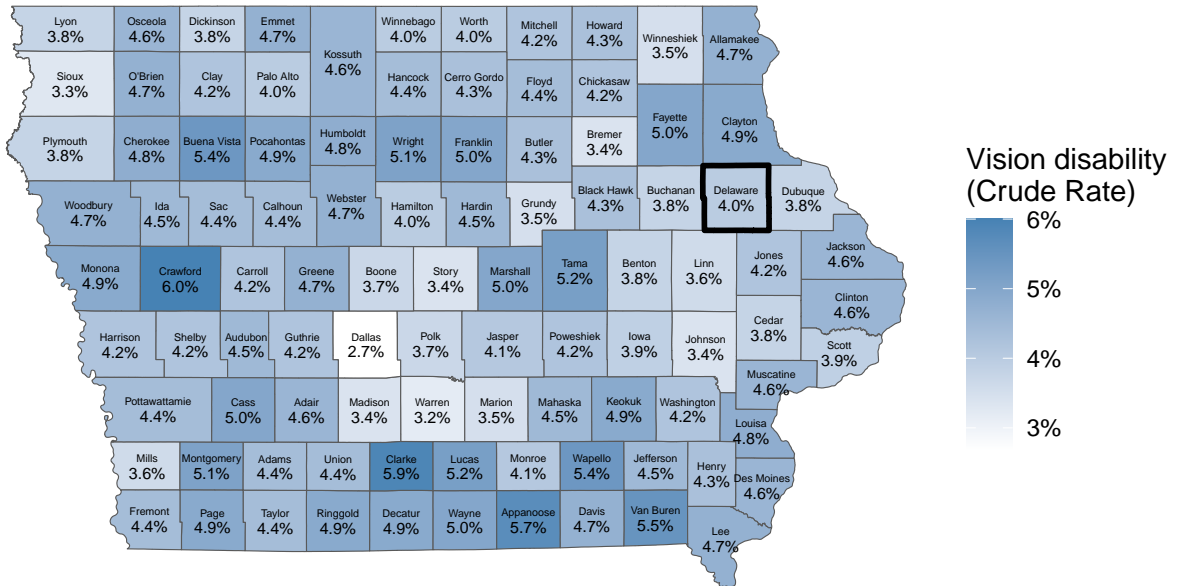 Lyon
3.8%
Osceola
4.6%
Dickinson
3.8%
Emmet
4.7%
Winnebago
4.0%
Worth
4.0%
Mitchell
4.2%
Howard
4.3%
Winneshiek
3.5%
Allamakee
4.7%
Kossuth
4.6%
Sioux
3.3%
O'Brien
4.7%
Clay
4.2%
Palo Alto
4.0%
Hancock
4.4%
Cerro Gordo
4.3%
Floyd
4.4%
Chickasaw
4.2%
Fayette
5.0%
Clayton
4.9%
Plymouth
3.8%
Cherokee
4.8%
Buena Vista
5.4%
Pocahontas
4.9%
Humboldt
4.8%
Wright
5.1%
Franklin
5.0%
Butler
4.3%
Bremer
3.4%
Woodbury
4.7%
Ida
4.5%
Sac
4.4%
Calhoun
4.4%
Webster
4.7%
Hamilton
4.0%
Hardin
4.5%
Grundy
3.5%
Black Hawk
4.3%
Buchanan
3.8%
Delaware
4.0%
Dubuque
3.8%
Monona
4.9%
Crawford
6.0%
Carroll
4.2%
Greene
4.7%
Boone
3.7%
Story
3.4%
Marshall
5.0%
Tama
5.2%
Benton
3.8%
Linn
3.6%
Jones
4.2%
Jackson
4.6%
Clinton
4.6%
Harrison
4.2%
Shelby
4.2%
Audubon
4.5%
Guthrie
4.2%
Dallas
2.7%
Polk
3.7%
Jasper
4.1%
Poweshiek
4.2%
Iowa
3.9%
Johnson
3.4%
Cedar
3.8%
Scott
3.9%
Muscatine
4.6%
Pottawattamie
4.4%
Cass
5.0%
Adair
4.6%
Madison
3.4%
Warren
3.2%
Marion
3.5%
Mahaska
4.5%
Keokuk
4.9%
Washington
4.2%
Louisa
4.8%
Mills
3.6%
Montgomery
5.1%
Adams
4.4%
Union
4.4%
Clarke
5.9%
Lucas
5.2%
Monroe
4.1%
Wapello
5.4%
Jefferson
4.5%
Henry
4.3%
Des Moines
4.6%
Fremont
4.4%
Page
4.9%
Taylor
4.4%
Ringgold
4.9%
Decatur
4.9%
Wayne
5.0%
Appanoose
5.7%
Davis
4.7%
Van Buren
5.5%
Lee
4.7%
Vision disability
(Crude Rate)
6%
5%
4%
3%